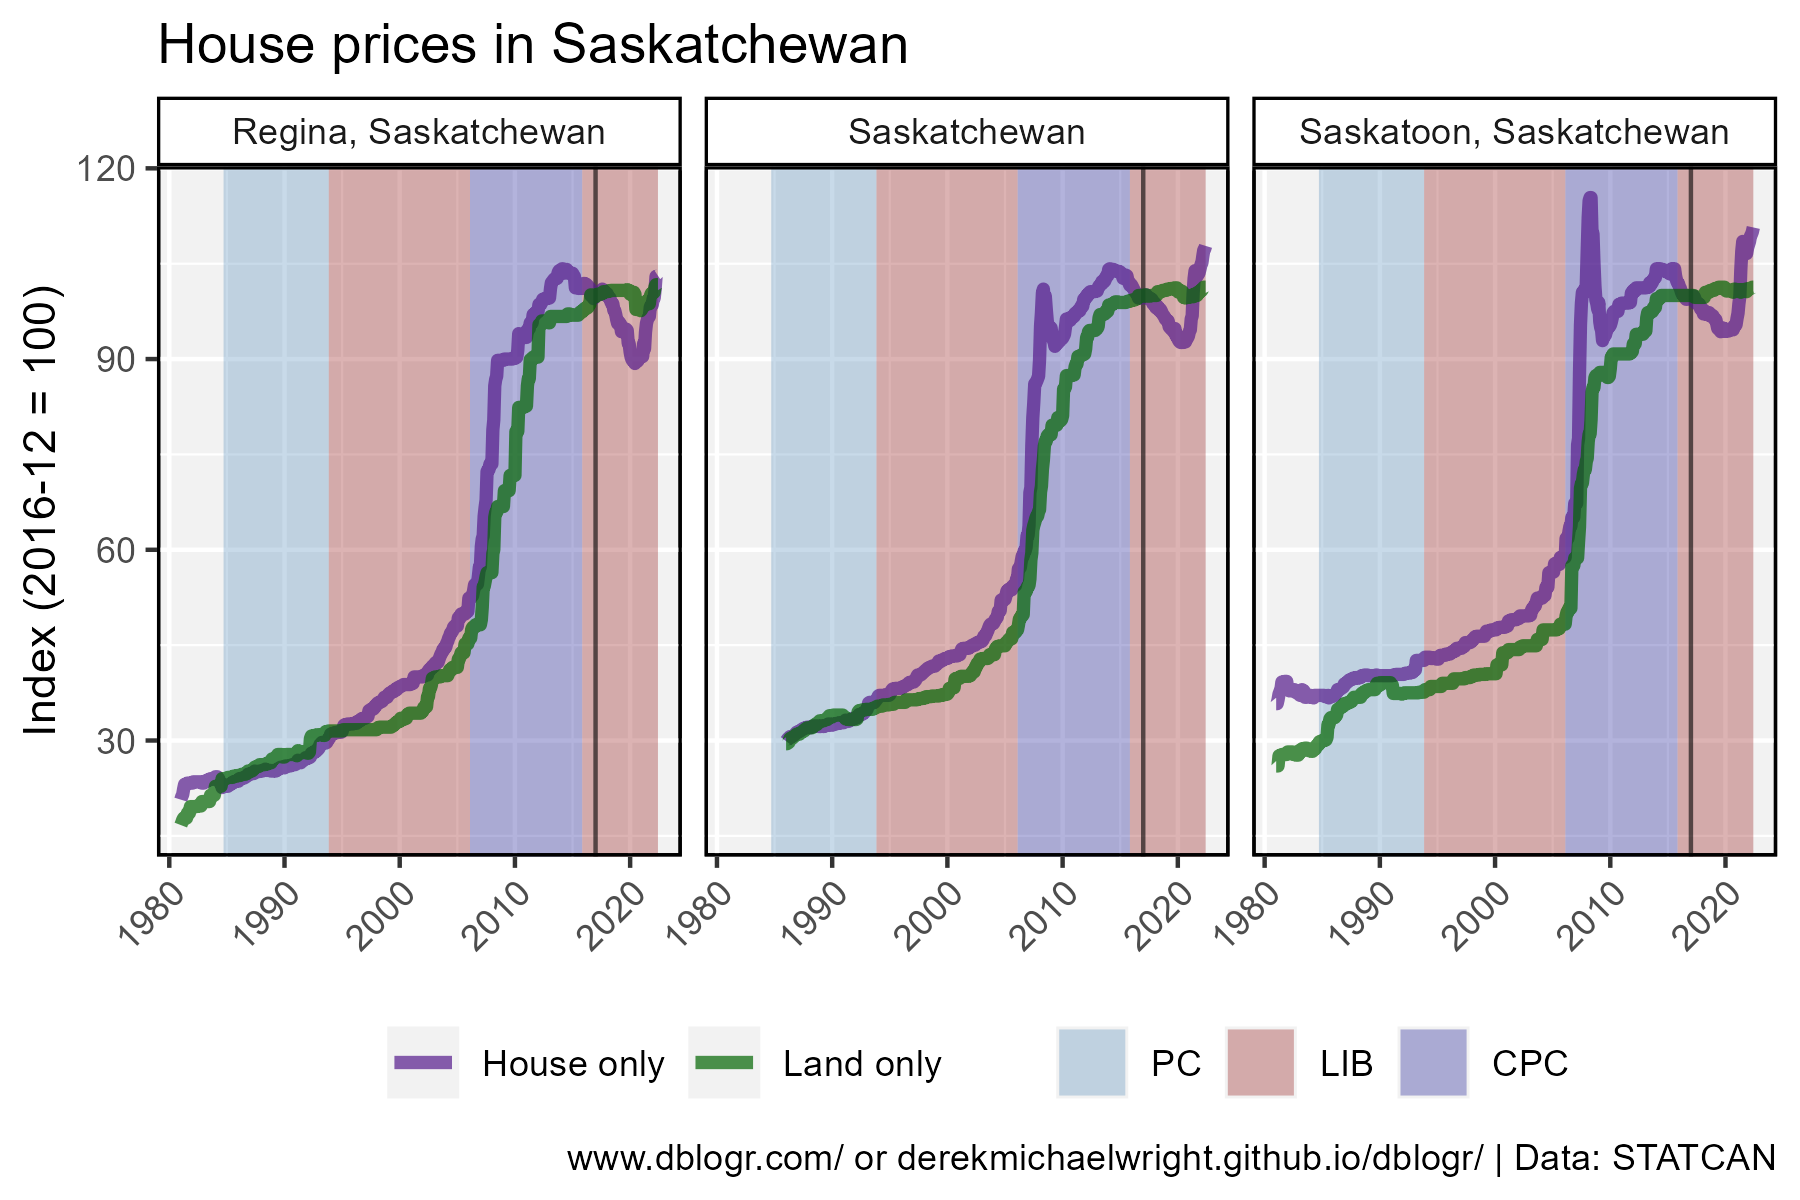 House prices in Saskatchewan
Regina, Saskatchewan
Saskatchewan
Saskatoon, Saskatchewan
Index (2016-12 = 100)
120
90
60
30
1980 1990 2000 2010 2020
1980 1990 2000 2010 2020
1980 1990 2000 2010 2020
House only Land only PC LIB CPC
www.dblogr.com/ or derekmichaelwright.github.io/dblogr/ | Data: STATCAN